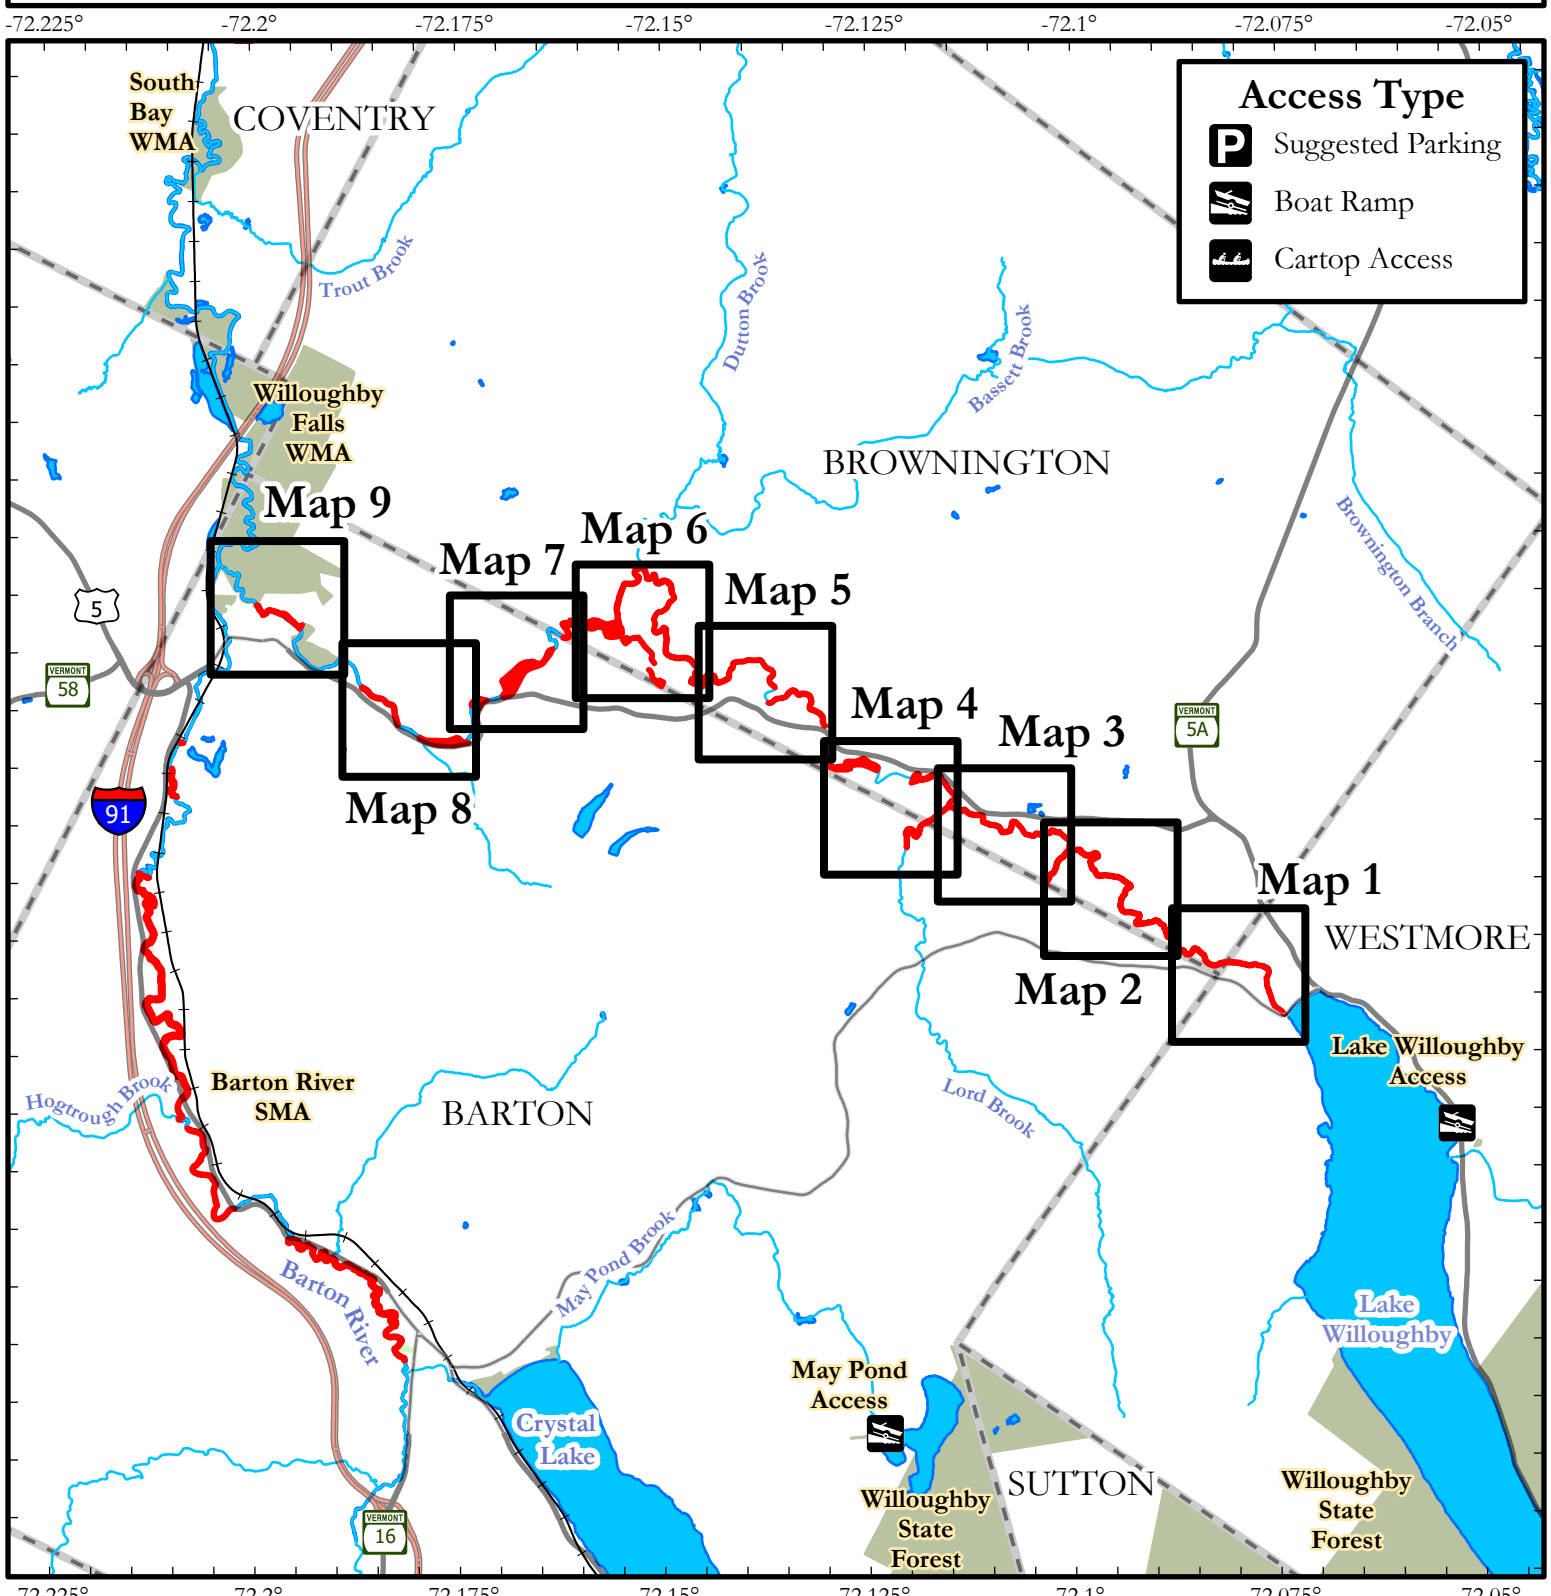 -72.225° -72.2° -72.175° -72.15° -72.125° -72.1° -72.075° -72.05°
Access Type
P Suggested Parking
Boat Ramp
Cartop Access
South
Bay
WMA
COVENTRY
Trout Brook
Dutton Brook
Bassett Brook
Willoughby
Falls
WMA
BROWNINGTON
Brownington Branch
Map 9
Map 7
Map 6
Map 5
5
VERMONT
58
Map 4
Map 3
VERMONT
5A
91
Map 8
Map 1
WESTMORE
Map 2
Lake Willoughby
Access
Hogtrough Brook
Barton River
SMA
BARTON
Lord Brook
May Pond Brook
Barton River
Lake
Willoughby
May Pond
Access
Crystal
Lake
SUTTON
Willoughby
State
Forest
Willoughby
State
Forest
VERMONT
16
-72.225° -72.2° -72.175° -72.15° -72.125° -72.1° -72.075° -72.05°